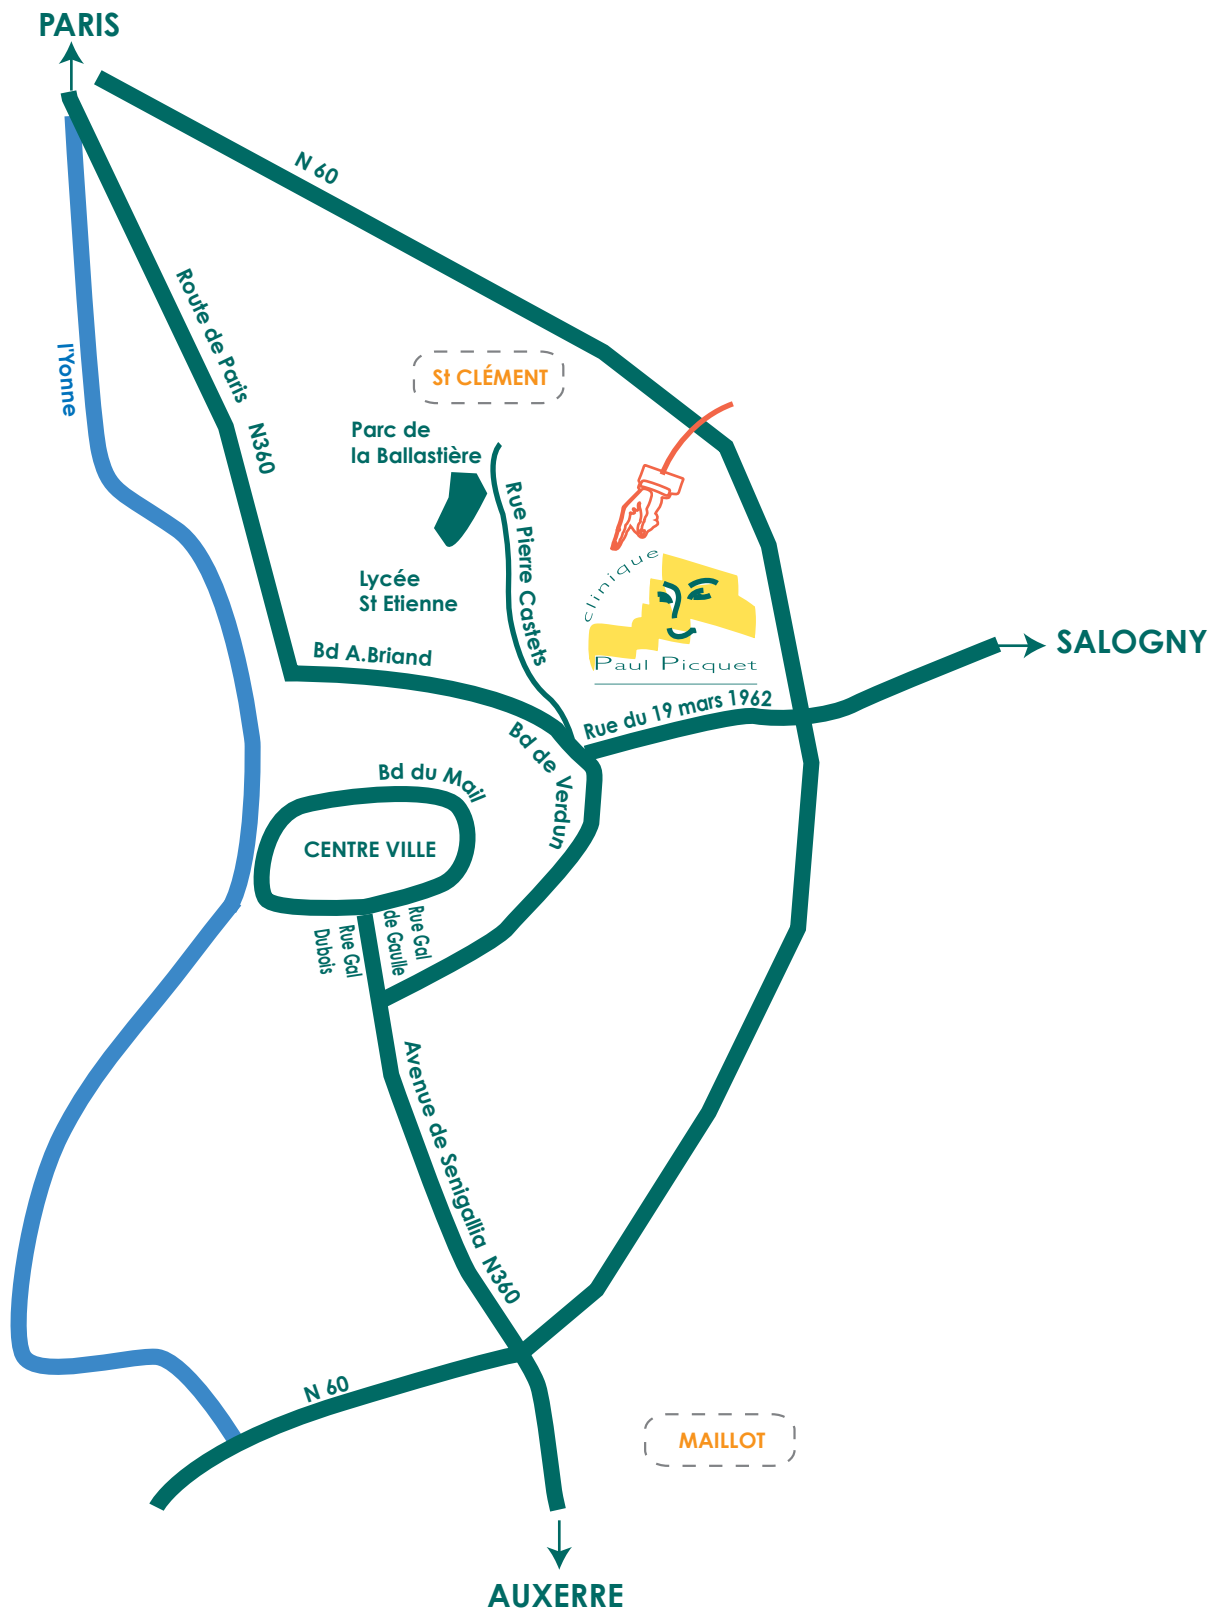 PARIS
N 60
Route de Paris N360
l'Yonne
St CLÉMENT
Parc de
la Ballastière
Rue Pierre Castets
clinique
Lycée
St Etienne
Paul Picquet
SALOGNY
Bd A.Briand
Rue du 19 mars 1962
Bd de Verdun
Bd du Mail
CENTRE VILLE
Rue Gal
de Gaulle
Rue Gal
Dubois
Avenue de Senigallia N360
N 60
MAILLOT
AUXERRE